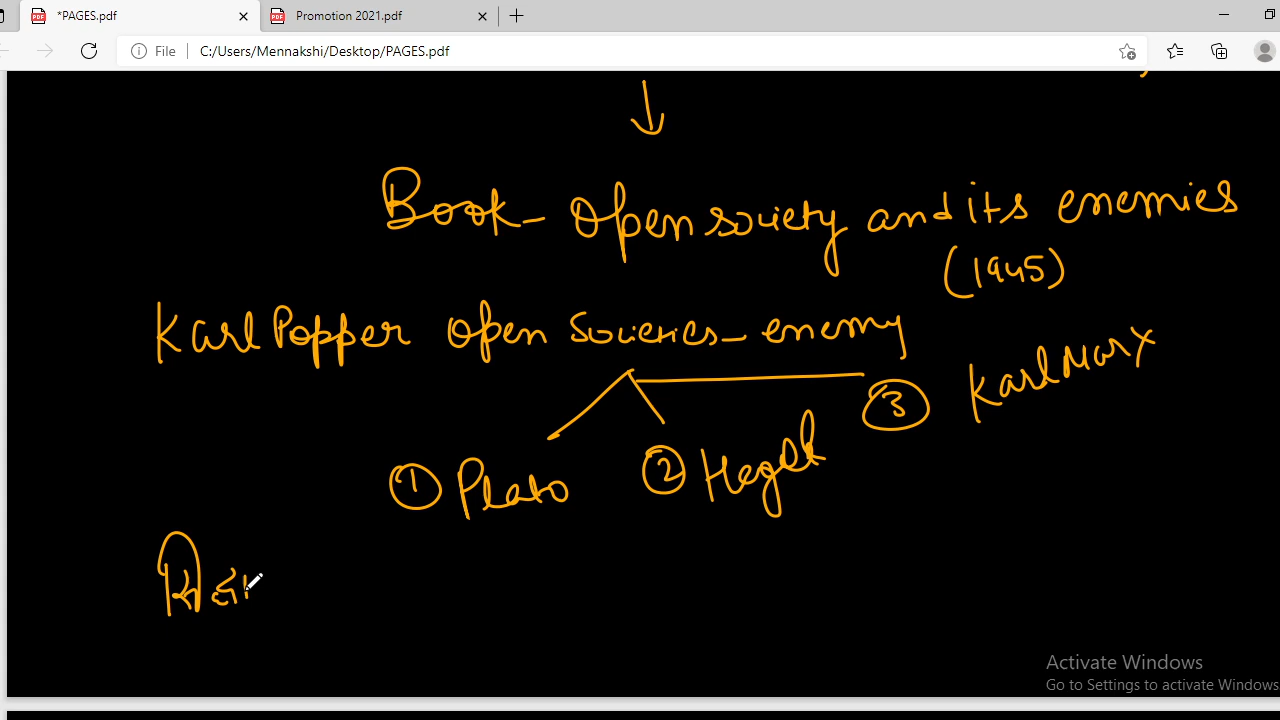 *PAGES.pdf
Promotion 2021.pdf
File C:/Users/Mennakshi/Desktop/PAGES.pdf
Book - Open society and its enemies
(1945)
Karl Popper Open Societies - enemy
① Plato ② Hegel ③ Karl Marx
Activate Windows
Go to Settings to activate Windows